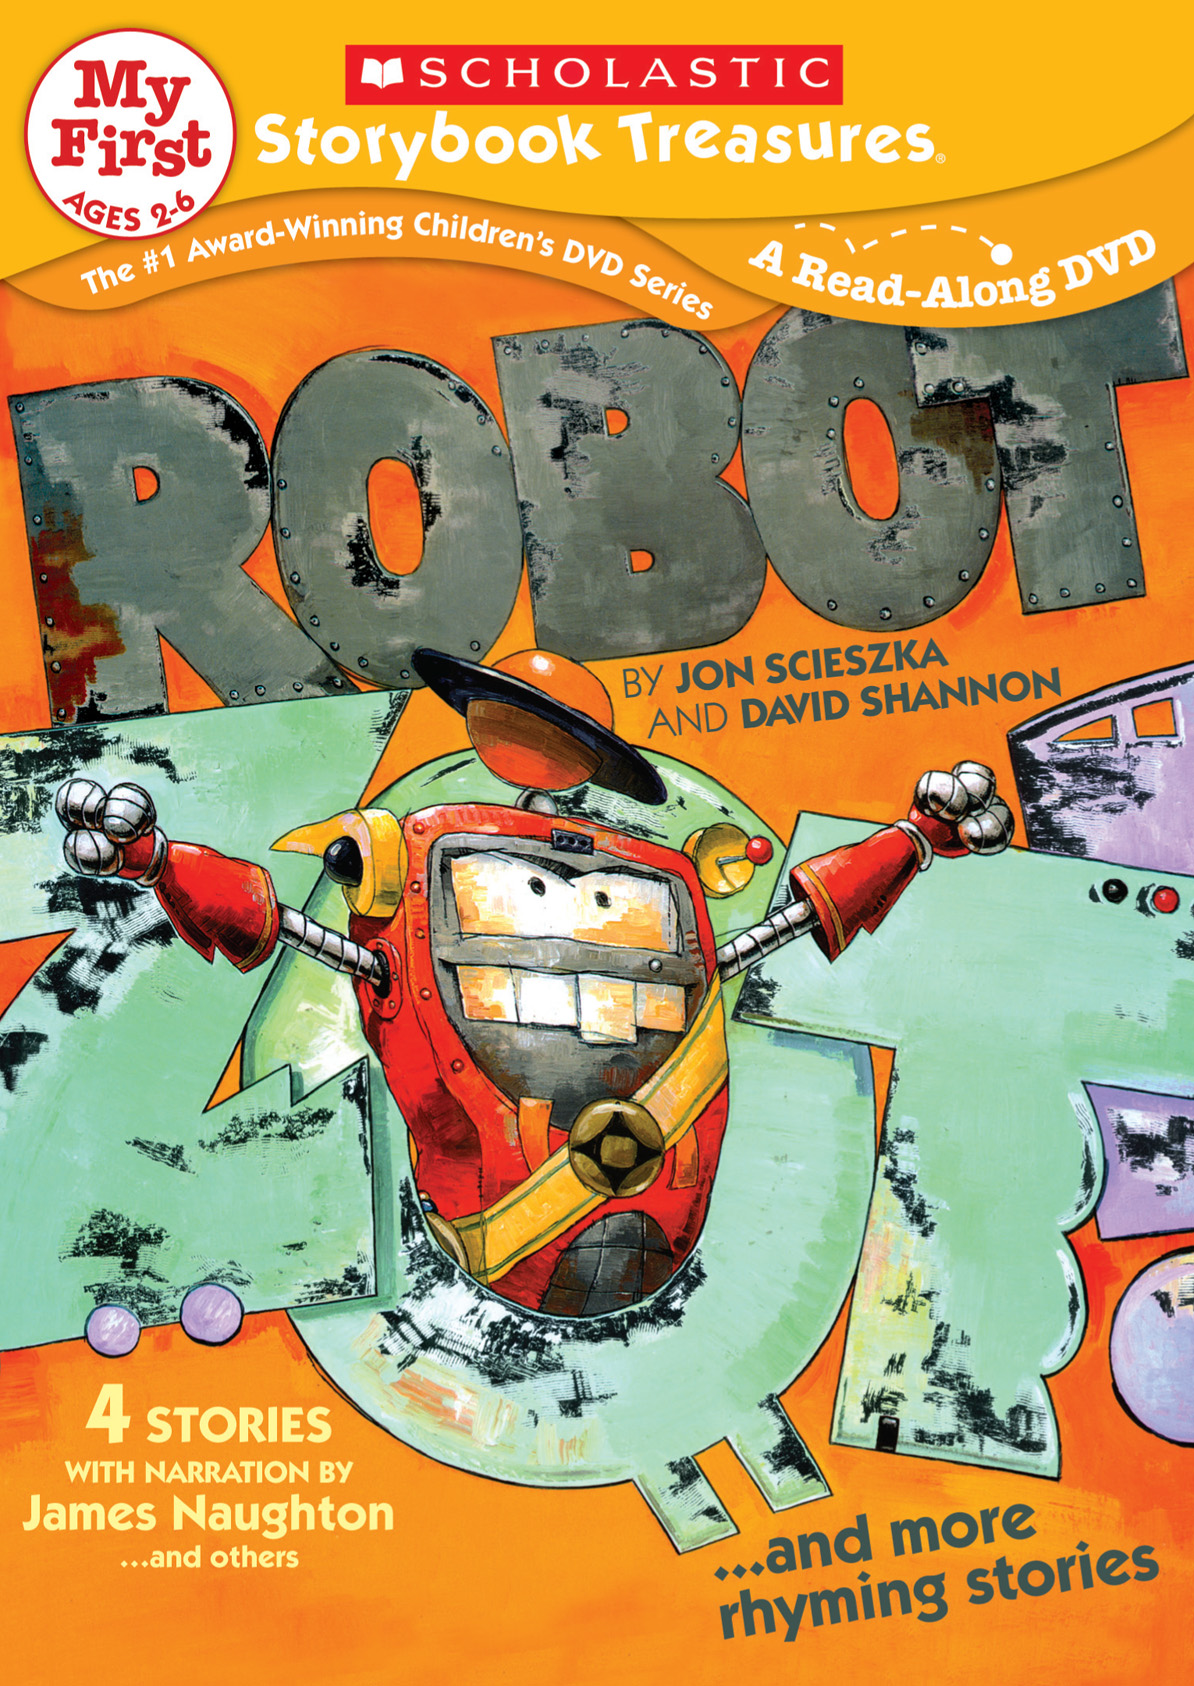 My
First
AGES 2-6
SCHOLASTIC
Storybook Treasures®
The #1 Award-Winning Children's DVD Series
A Read-Along DVD
ROBOT
BY JON SCIESZKA
AND DAVID SHANNON
ZOT!
4 STORIES
WITH NARRATION BY
James Naughton
...and others
...and more
rhyming stories